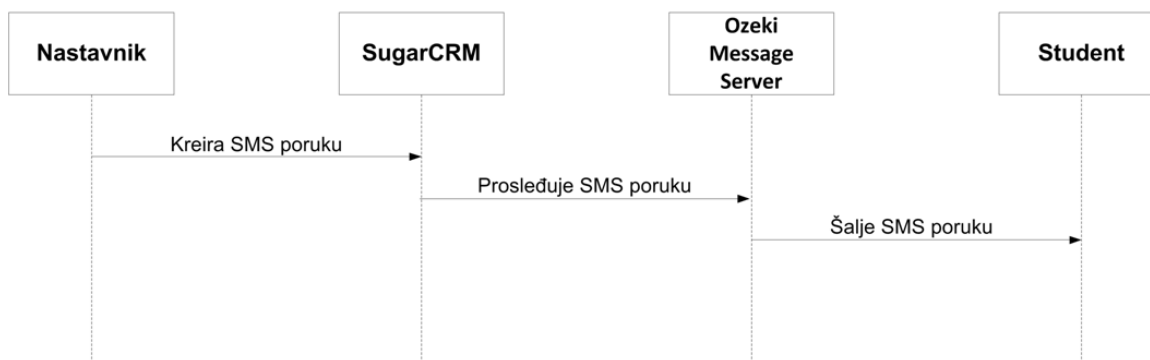 Nastavnik
SugarCRM
Ozeki
Message
Server
Student
Kreira SMS poruku
Prosleđuje SMS poruku
Šalje SMS poruku